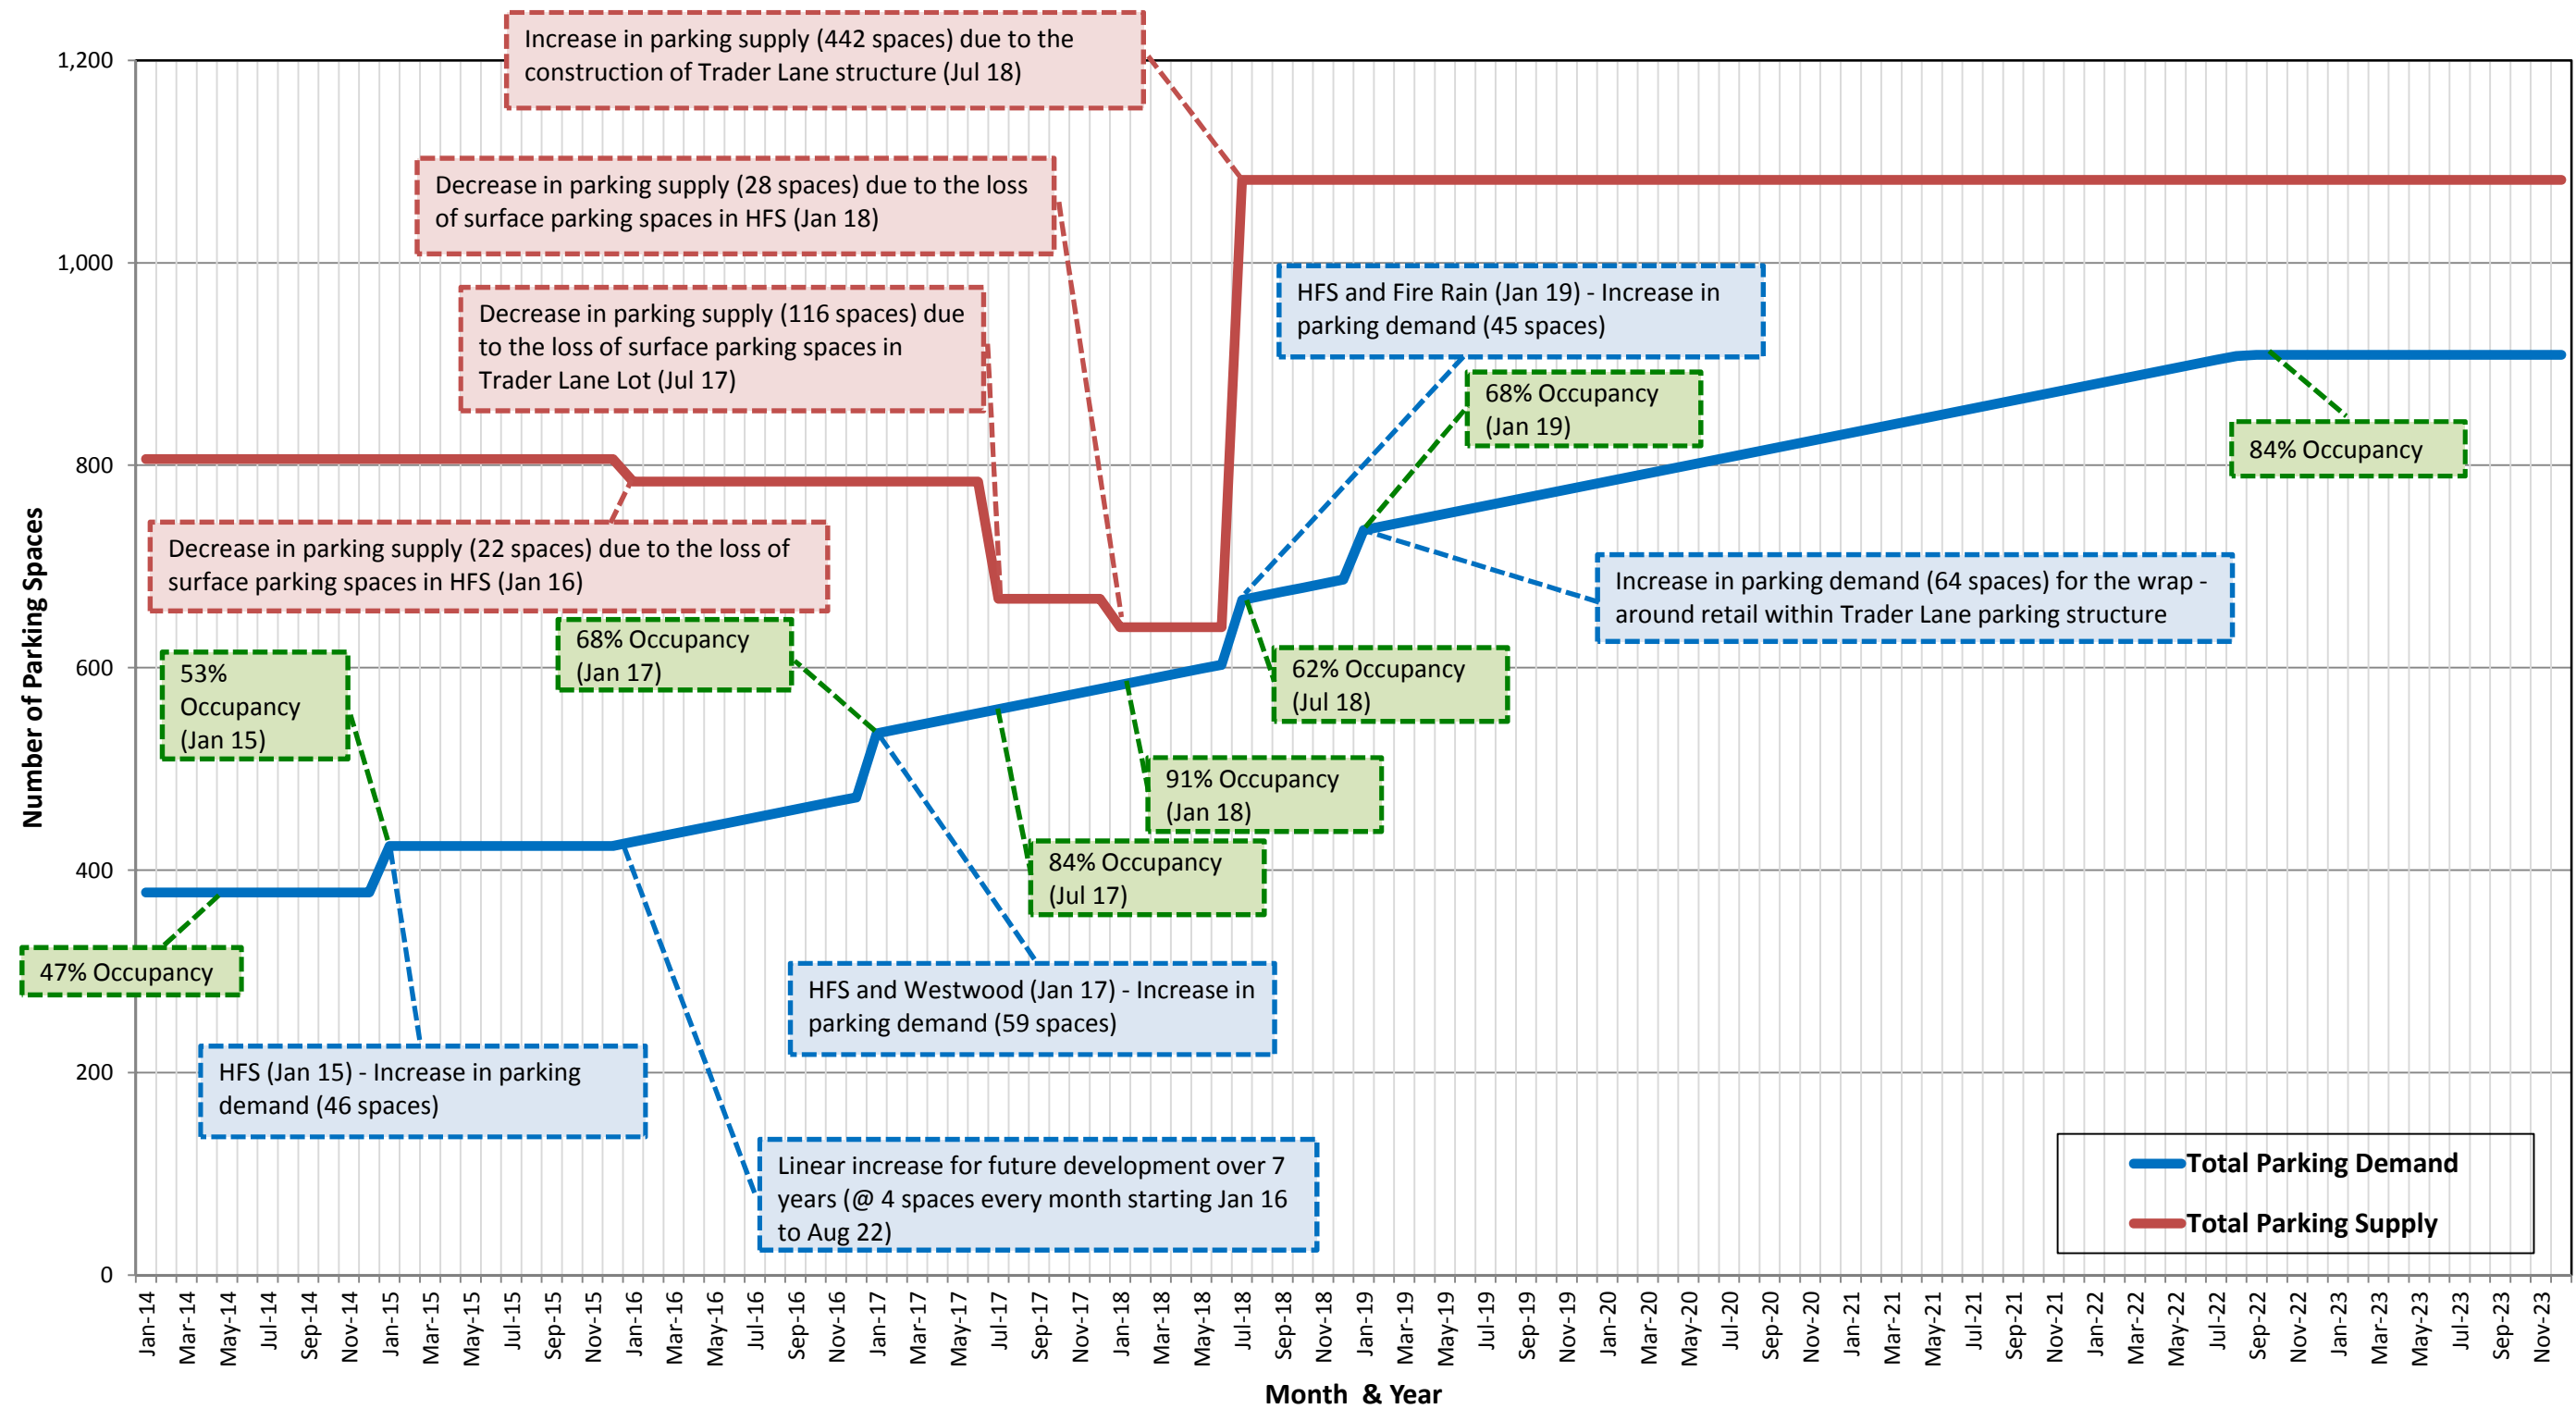 Increase in parking supply (442 spaces) due to the
construction of Trader Lane structure (Jul 18)
Decrease in parking supply (28 spaces) due to the loss
of surface parking spaces in HFS (Jan 18)
Decrease in parking supply (116 spaces) due
to the loss of surface parking spaces in
Trader Lane Lot (Jul 17)
HFS and Fire Rain (Jan 19) - Increase in
parking demand (45 spaces)
68% Occupancy
(Jan 19)
84% Occupancy
Decrease in parking supply (22 spaces) due to the loss of
surface parking spaces in HFS (Jan 16)
Increase in parking demand (64 spaces) for the wrap -
around retail within Trader Lane parking structure
68% Occupancy
(Jan 17)
53%
Occupancy
(Jan 15)
62% Occupancy
(Jul 18)
91% Occupancy
(Jan 18)
84% Occupancy
(Jul 17)
47% Occupancy
HFS and Westwood (Jan 17) - Increase in
parking demand (59 spaces)
HFS (Jan 15) - Increase in parking
demand (46 spaces)
Linear increase for future development over 7
years (@ 4 spaces every month starting Jan 16
to Aug 22)
Total Parking Demand
Total Parking Supply
Number of Parking Spaces
1,200
1,000
800
600
400
200
0
Jan-14
Mar-14
May-14
Jul-14
Sep-14
Nov-14
Jan-15
Mar-15
May-15
Jul-15
Sep-15
Nov-15
Jan-16
Mar-16
May-16
Jul-16
Sep-16
Nov-16
Jan-17
Mar-17
May-17
Jul-17
Sep-17
Nov-17
Jan-18
Mar-18
May-18
Jul-18
Sep-18
Nov-18
Jan-19
Mar-19
May-19
Jul-19
Sep-19
Nov-19
Jan-20
Mar-20
May-20
Jul-20
Sep-20
Nov-20
Jan-21
Mar-21
May-21
Jul-21
Sep-21
Nov-21
Jan-22
Mar-22
May-22
Jul-22
Sep-22
Nov-22
Jan-23
Mar-23
May-23
Jul-23
Sep-23
Nov-23
Month & Year